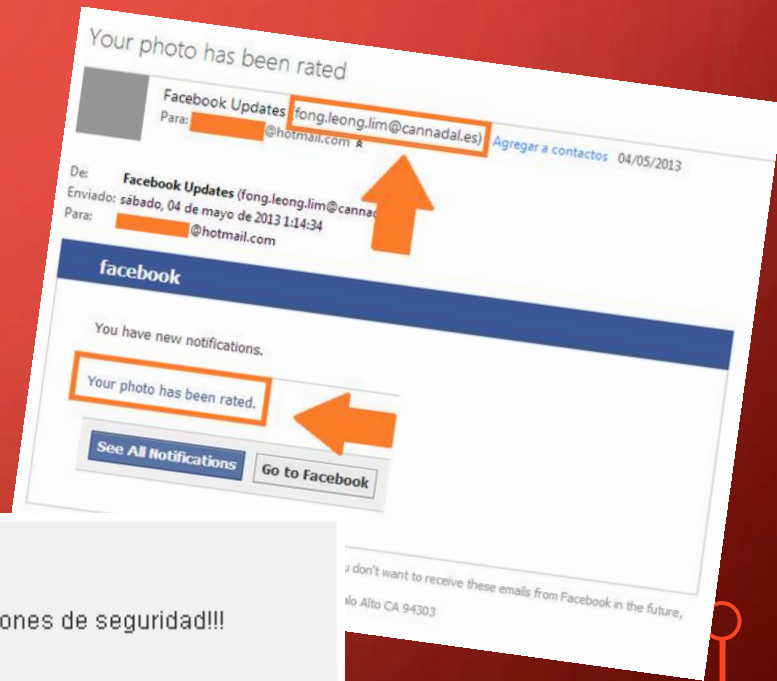 Your photo has been rated
Facebook Updates (fong.leong.lim@cannadal.es) Agregar a contactos 04/05/2013
Para: @hotmail.com
De: Facebook Updates (fong.leong.lim@cannad
Enviado: sábado, 04 de mayo de 2013 1:14:34
Para: @hotmail.com
facebook
You have new notifications.
Your photo has been rated.
See All Notifications Go to Facebook
don't want to receive these emails from Facebook in the future,
Alto CA 94303
ones de seguridad!!!